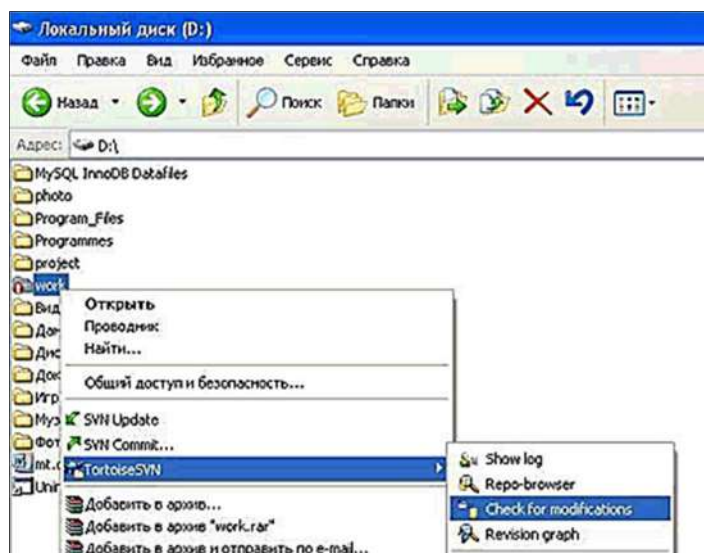 Локальный диск (D:)
Файл Правка Вид Избранное Сервис Справка
Назад Поиск Папки
Адрес: D:\
MySQL InnoDB Datafiles
photo
Program_Files
Programmes
project
work
Открыть
Проводник
Найти...
Общий доступ и безопасность...
SVN Update
SVN Commit...
TortoiseSVN
Show log
Repo-browser
Check for modifications
Revision graph
Добавить в архив...
Добавить в архив "work.rar"
Добавить в архив и отправить по e-mail...